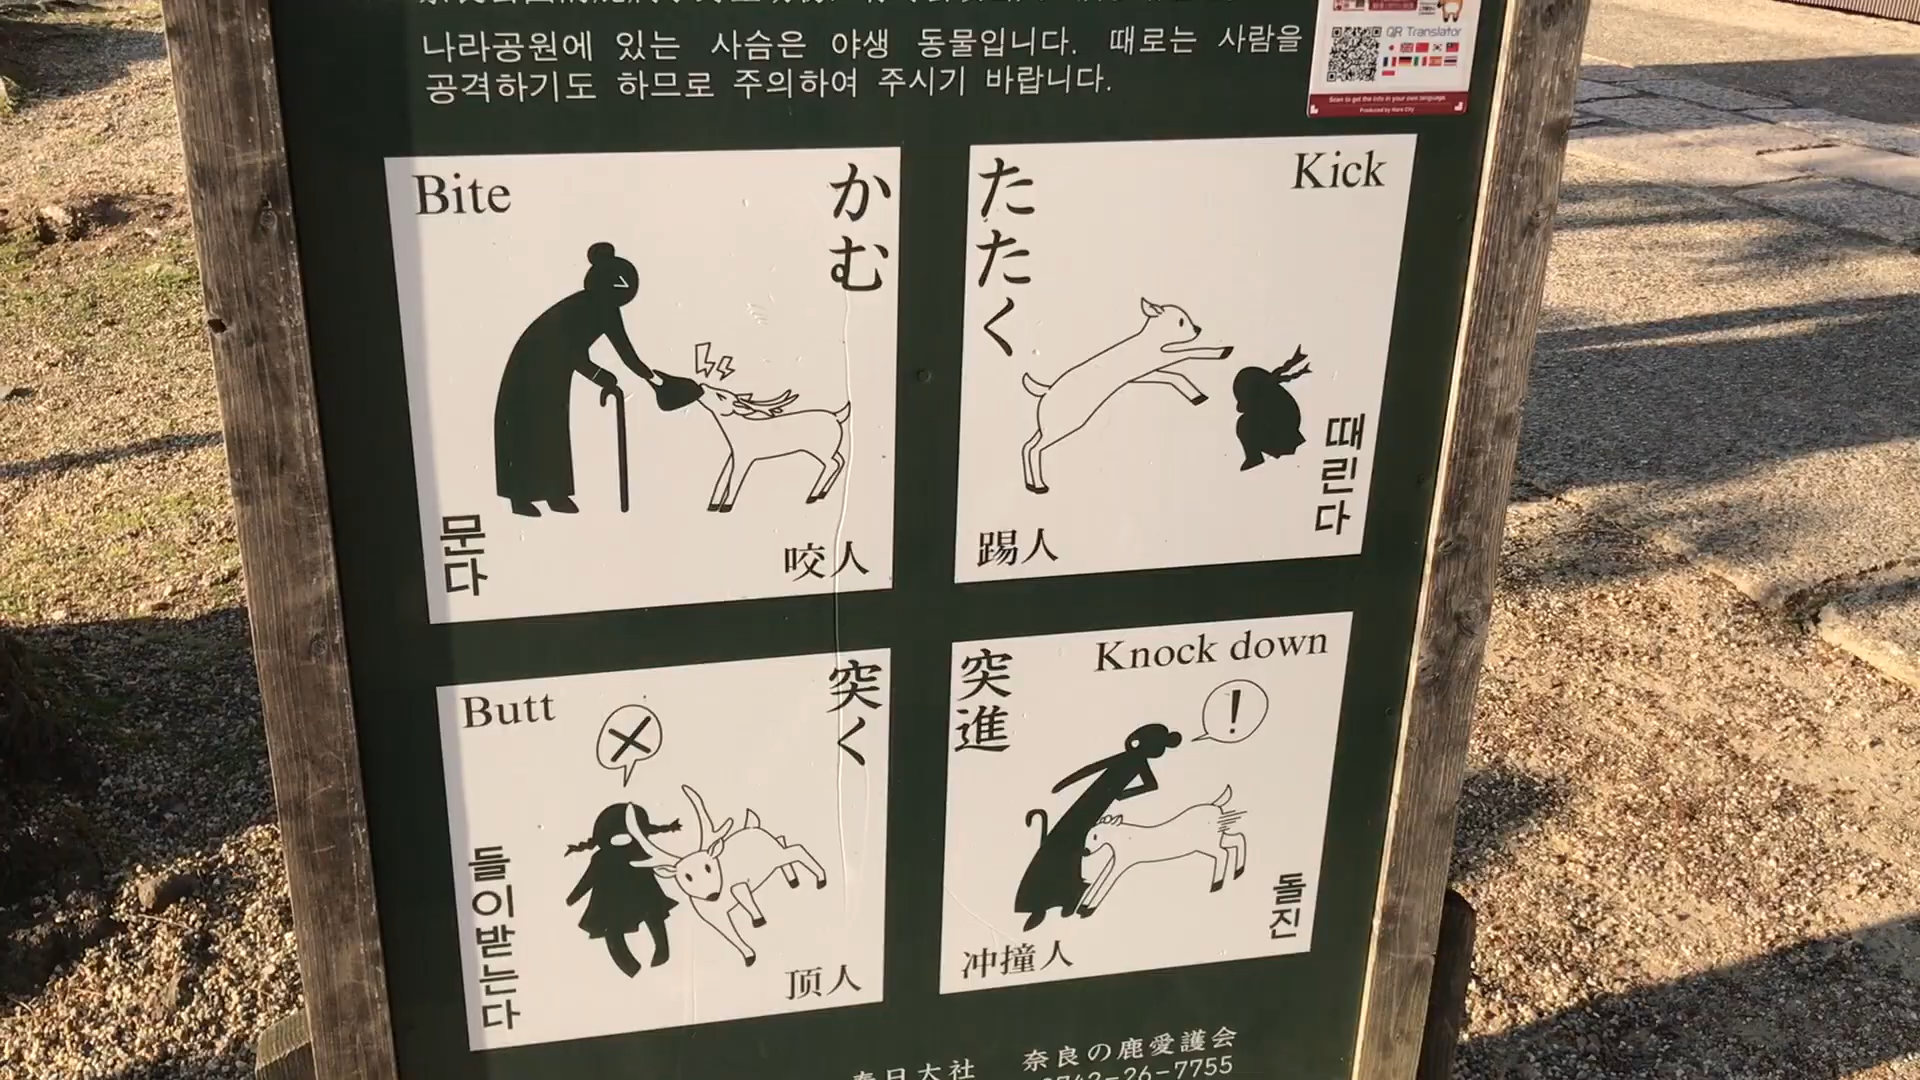 나라공원에 있는 사슴은 야생 동물입니다. 때로는 사람을
공격하기도 하므로 주의하여 주시기 바랍니다.
QR Translator
Scan to get the info in your own language.
Produced by Nara City
Bite
かむ
문다
咬人
たたく
Kick
때린다
踢人
Butt
突く
들이받는다
顶人
突進
Knock down
!
돌진
冲撞人
春日大社
奈良の鹿愛護会
0742-26-7755